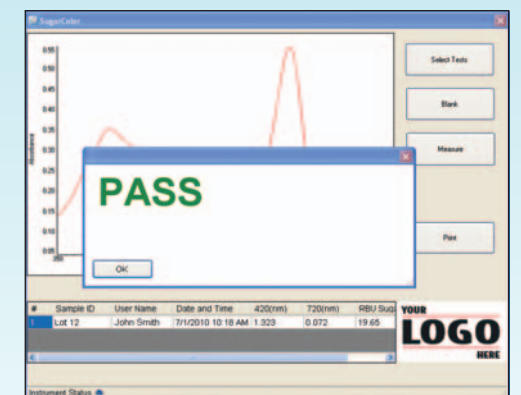 SugarColor
0.55
0.50
0.45
0.40
0.35
Absorbance
0.25
0.20
0.15
0.10
0.05
350
Select Tests
Blank
Measure
Print
PASS
OK
# Sample ID User Name Date and Time 420(nm) 720(nm) RBU Sug
1 Lot 12 John Smith 7/1/2010 10:18 AM 1.323 0.072 19.65
YOUR
LOGO
HERE
Instrument Status